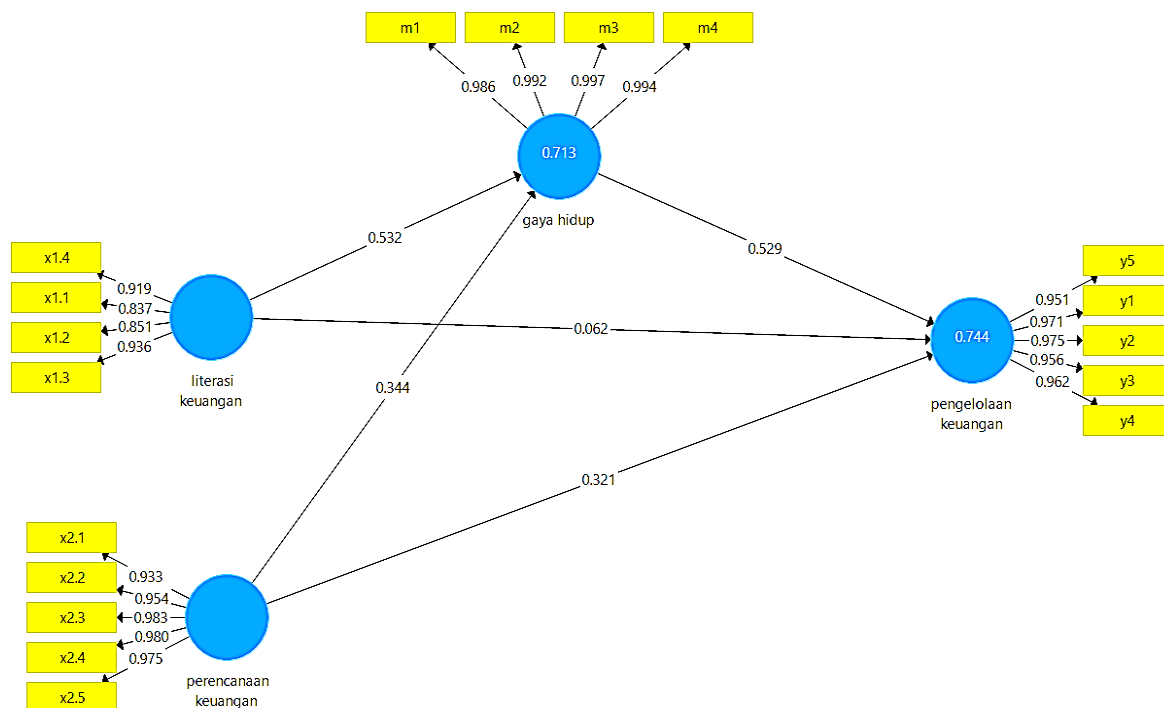 m1
m2
m3
m4
0.986
0.992
0.997
0.994
0.713
gaya hidup
0.532
0.529
x1.4
x1.1
x1.2
x1.3
0.919
0.837
0.851
0.936
literasi
keuangan
0.062
0.344
0.321
y5
y1
y2
y3
y4
0.951
0.971
0.975
0.956
0.962
0.744
pengelolaan
keuangan
x2.1
x2.2
x2.3
x2.4
x2.5
0.933
0.954
0.983
0.980
0.975
perencanaan
keuangan